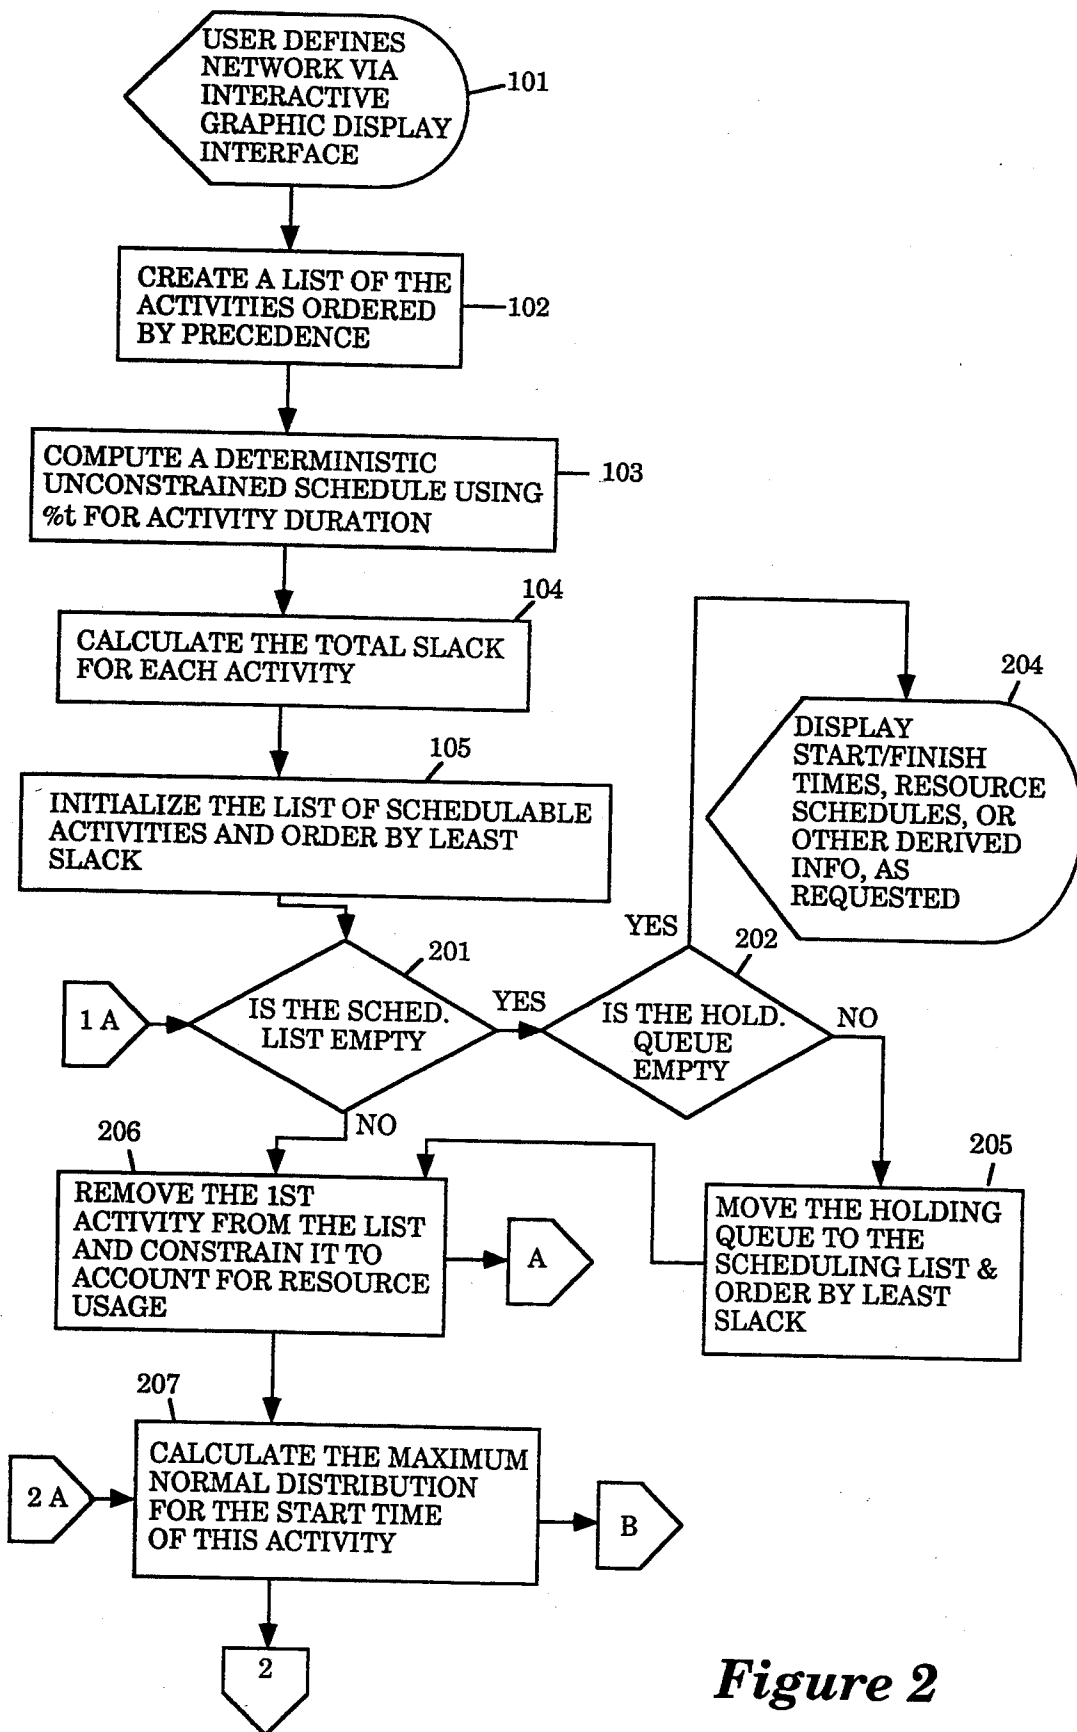 USER DEFINES
NETWORK VIA
INTERACTIVE
GRAPHIC DISPLAY
INTERFACE
101
CREATE A LIST OF THE
ACTIVITIES ORDERED
BY PRECEDENCE
102
COMPUTE A DETERMINISTIC
UNCONSTRAINED SCHEDULE USING
%t FOR ACTIVITY DURATION
103
104
CALCULATE THE TOTAL SLACK
FOR EACH ACTIVITY
105
INITIALIZE THE LIST OF SCHEDULABLE
ACTIVITIES AND ORDER BY LEAST
SLACK
204
DISPLAY
START/FINISH
TIMES, RESOURCE
SCHEDULES, OR
OTHER DERIVED
INFO, AS
REQUESTED
1 A
201
IS THE SCHED.
LIST EMPTY
YES
NO
YES
202
IS THE HOLD.
QUEUE
EMPTY
NO
205
MOVE THE HOLDING
QUEUE TO THE
SCHEDULING LIST &
ORDER BY LEAST
SLACK
206
REMOVE THE 1ST
ACTIVITY FROM THE LIST
AND CONSTRAIN IT TO
ACCOUNT FOR RESOURCE
USAGE
A
207
2 A
CALCULATE THE MAXIMUM
NORMAL DISTRIBUTION
FOR THE START TIME
OF THIS ACTIVITY
B
2
Figure 2